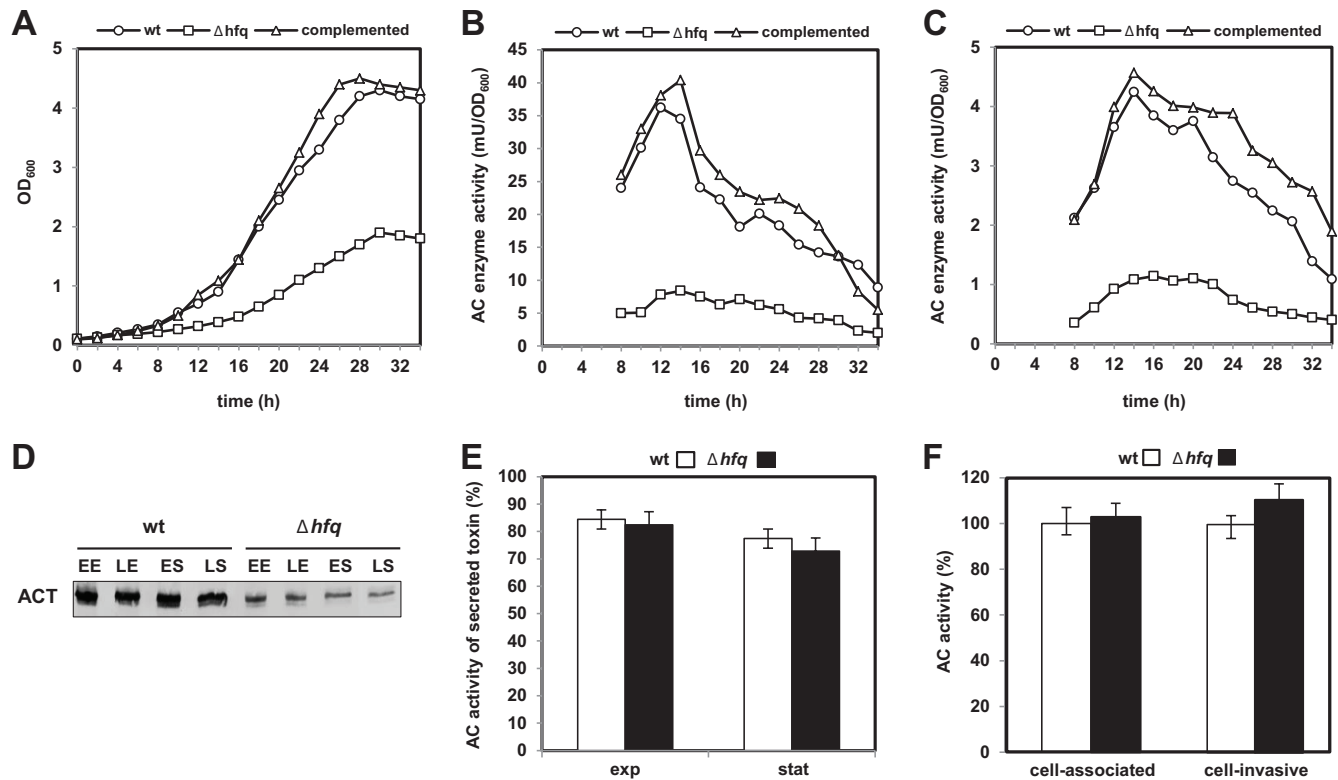 A
wt Δhfq complemented
5
4
3
2
1
0
OD600
0 4 8 12 16 20 24 28 32
time (h)
B
wt Δhfq complemented
45
40
35
30
25
20
15
10
5
0
AC enzyme activity (mU/OD600)
0 4 8 12 16 20 24 28 32
time (h)
C
wt Δhfq complemented
5
4
3
2
1
0
AC enzyme activity (mU/OD600)
0 4 8 12 16 20 24 28 32
time (h)
D
wt Δhfq
EE LE ES LS EE LE ES LS
ACT
E
wt Δhfq
100
90
80
70
60
50
40
30
20
10
0
AC activity of secreted toxin (%)
exp stat
F
wt Δhfq
120
100
80
60
40
20
0
AC activity (%)
cell-associated cell-invasive